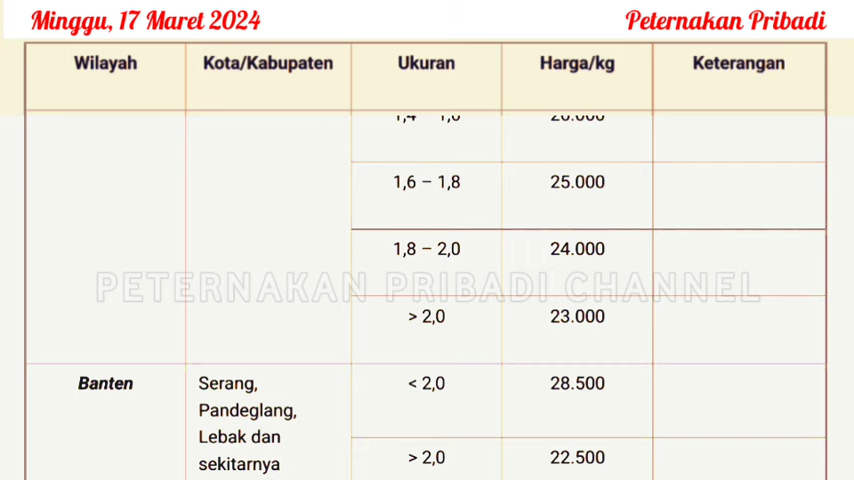 Minggu, 17 Maret 2024 Peternakan Pribadi
Wilayah Kota/Kabupaten Ukuran Harga/kg Keterangan
1,6 – 1,8 25.000
1,8 – 2,0 24.000
PETERNAKAN PRIBADI CHANNEL
> 2,0 23.000
Banten Serang, < 2,0 28.500
Pandeglang,
Lebak dan
sekitarnya > 2,0 22.500